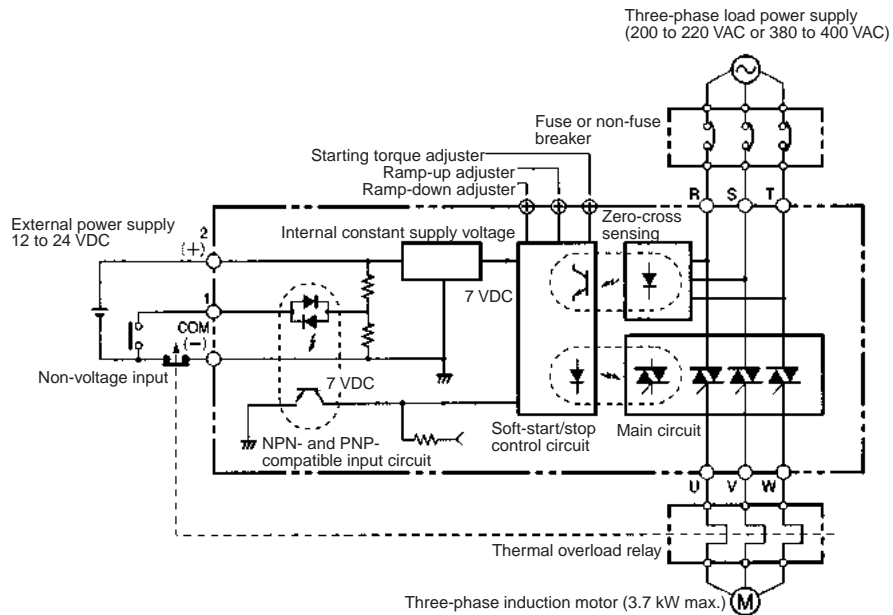 Three-phase load power supply
(200 to 220 VAC or 380 to 400 VAC)
Fuse or non-fuse
breaker
Starting torque adjuster
Ramp-up adjuster
Ramp-down adjuster
R S T
External power supply
12 to 24 VDC
2
(+)
Internal constant supply voltage
Zero-cross
sensing
7 VDC
1
COM
(−)
Non-voltage input
7 VDC
NPN- and PNP-
compatible input circuit
Soft-start/stop
control circuit
Main circuit
U V W
Thermal overload relay
Three-phase induction motor (3.7 kW max.)
M